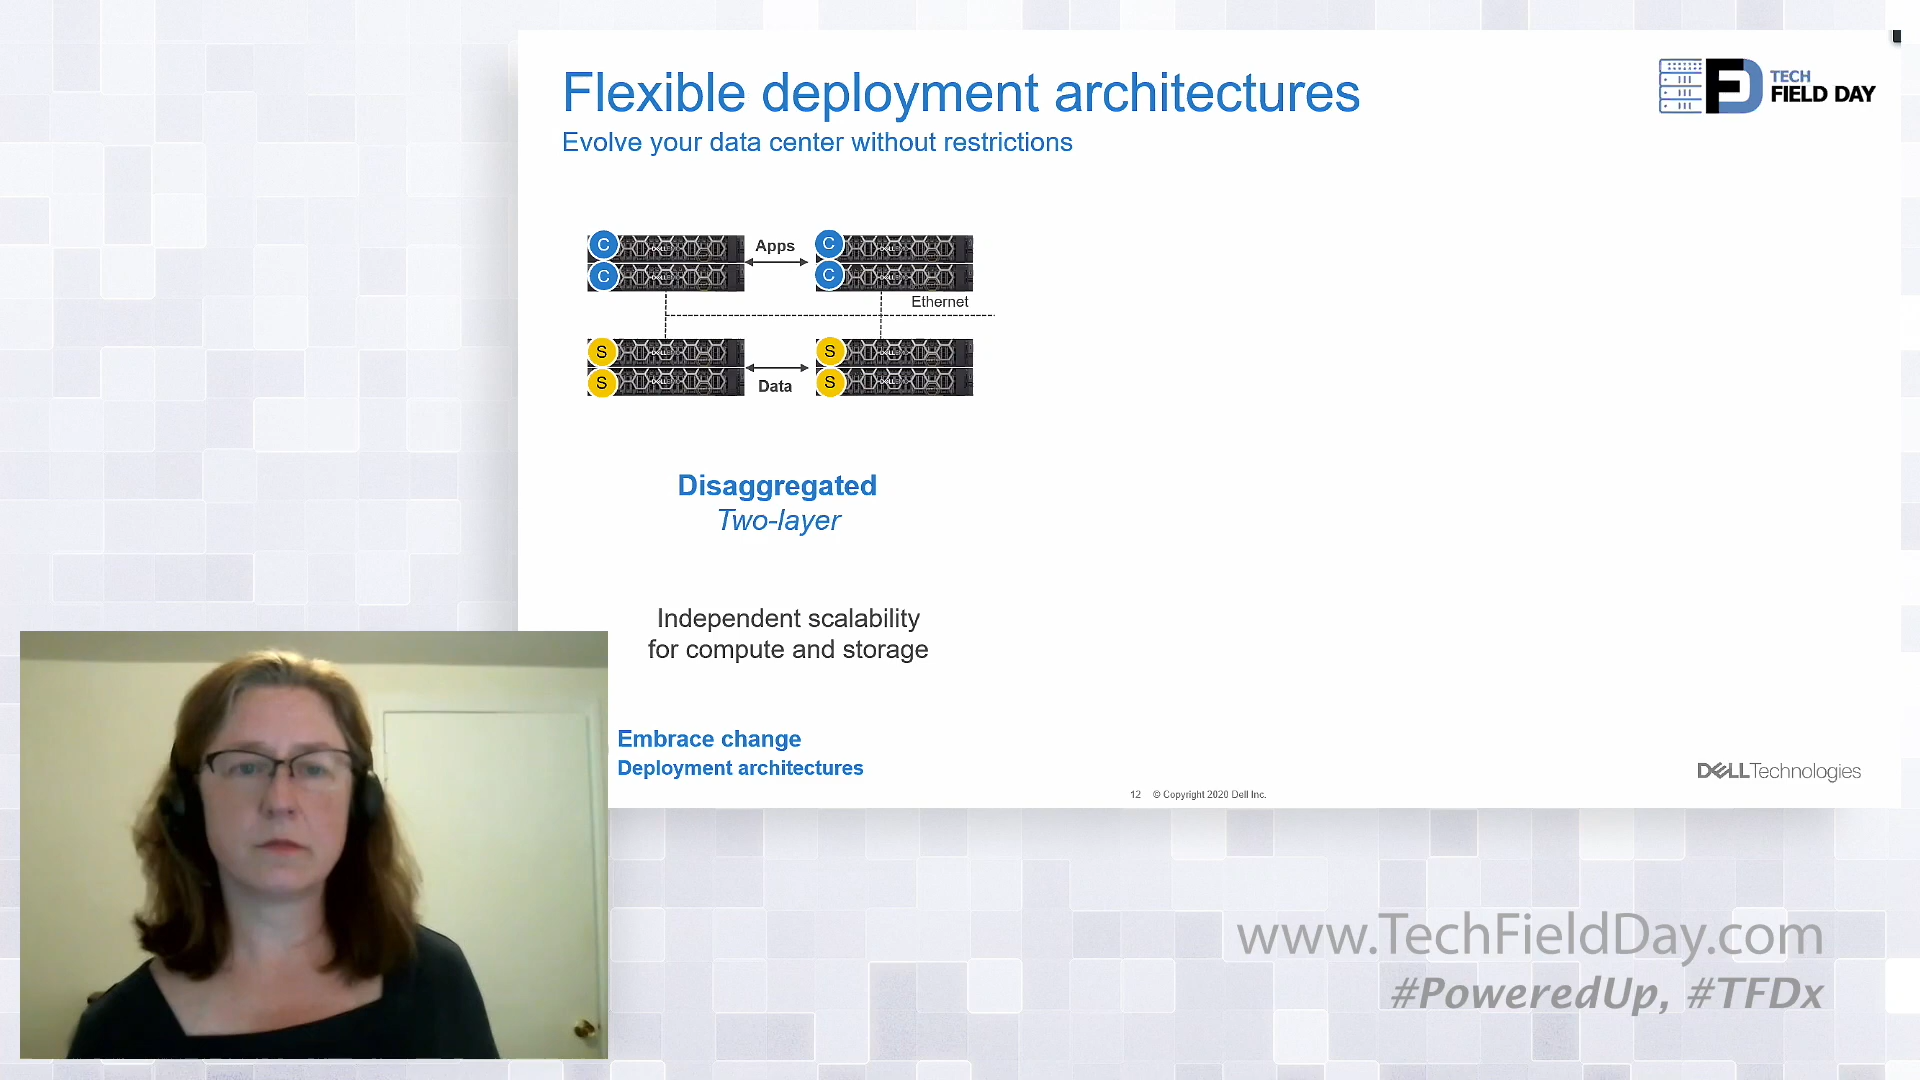 Flexible deployment architectures
Evolve your data center without restrictions
TECH
FIELD DAY
C
Apps
C
C
C
Ethernet
S
S
S
Data
S
Disaggregated
Two-layer
Independent scalability
for compute and storage
Embrace change
Deployment architectures
DELLTechnologies
12 © Copyright 2020 Dell Inc.
www.TechFieldDay.com
#PoweredUp, #TFDx